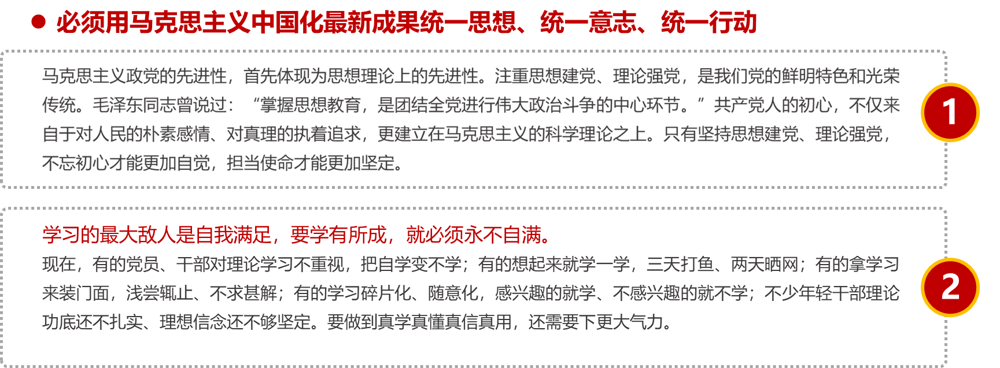 ● 必须用马克思主义中国化最新成果统一思想、统一意志、统一行动
马克思主义政党的先进性，首先体现为思想理论上的先进性。注重思想建党、理论强党，是我们党的鲜明特色和光荣
传统。毛泽东同志曾说过：“掌握思想教育，是团结全党进行伟大政治斗争的中心环节。”共产党人的初心，不仅来
自于对人民的朴素感情、对真理的执着追求，更建立在马克思主义的科学理论之上。只有坚持思想建党、理论强党，
不忘初心才能更加自觉，担当使命才能更加坚定。
1
学习的最大敌人是自我满足，要学有所成，就必须永不自满。
现在，有的党员、干部对理论学习不重视，把自学变不学；有的想起来就学一学，三天打鱼、两天晒网；有的拿学习
来装门面，浅尝辄止、不求甚解；有的学习碎片化、随意化，感兴趣的就学、不感兴趣的就不学；不少年轻干部理论
功底还不扎实、理想信念还不够坚定。要做到真学真懂真信真用，还需要下更大气力。
2